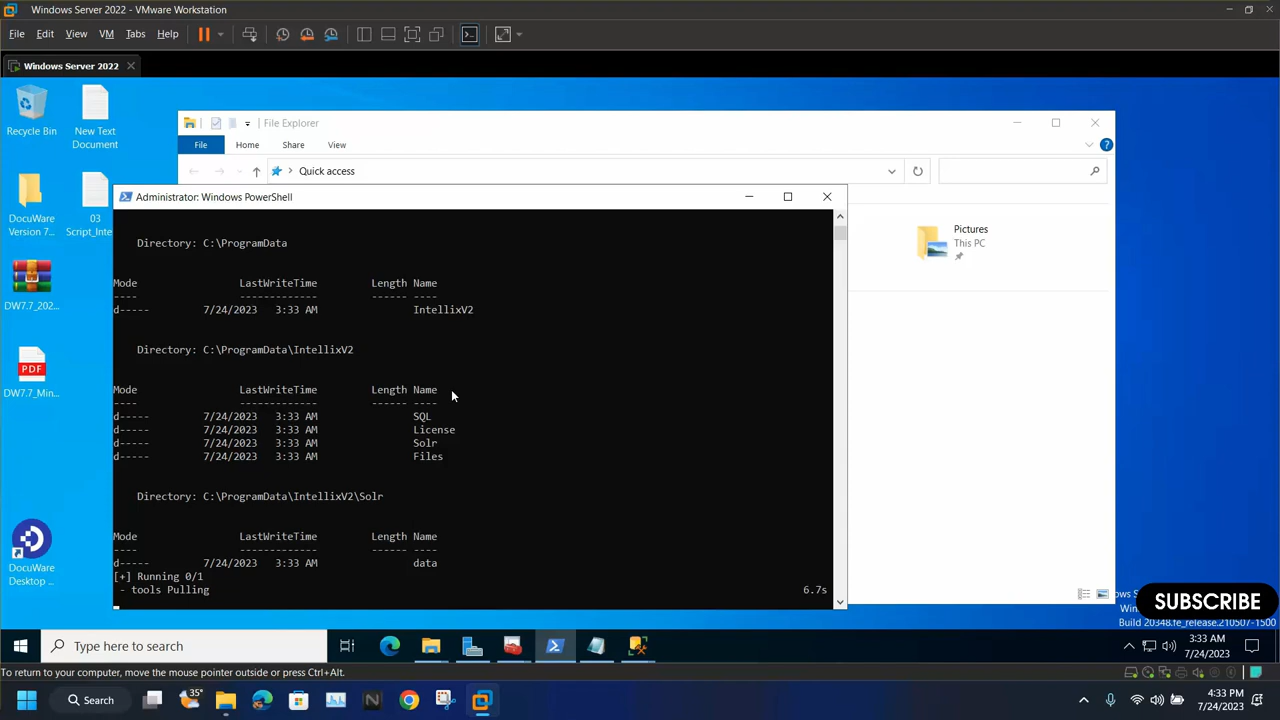 Windows Server 2022 - VMware Workstation
File Edit View VM Tabs Help
Windows Server 2022
Recycle Bin
New Text
Document
DocuWare
Version 7...
03
Script_Inte...
DW7.7_202...
PDF
DW7.7_Min...
DocuWare
Desktop ...
File Explorer
File Home Share View
Quick access
Pictures
This PC
Administrator: Windows PowerShell
Directory: C:\ProgramData
Mode LastWriteTime Length Name
---- ------------- ------ ----
d----- 7/24/2023 3:33 AM IntellixV2
Directory: C:\ProgramData\IntellixV2
Mode LastWriteTime Length Name
---- ------------- ------ ----
d----- 7/24/2023 3:33 AM SQL
d----- 7/24/2023 3:33 AM License
d----- 7/24/2023 3:33 AM Solr
d----- 7/24/2023 3:33 AM Files
Directory: C:\ProgramData\IntellixV2\Solr
Mode LastWriteTime Length Name
---- ------------- ------ ----
d----- 7/24/2023 3:33 AM data
[+] Running 0/1
- tools Pulling 6.7s
SUBSCRIBE
Build 20348.fe_release.210507-1500
Type here to search
3:33 AM
7/24/2023
To return to your computer, move the mouse pointer outside or press Ctrl+Alt.
Search
35°
4:33 PM
7/24/2023